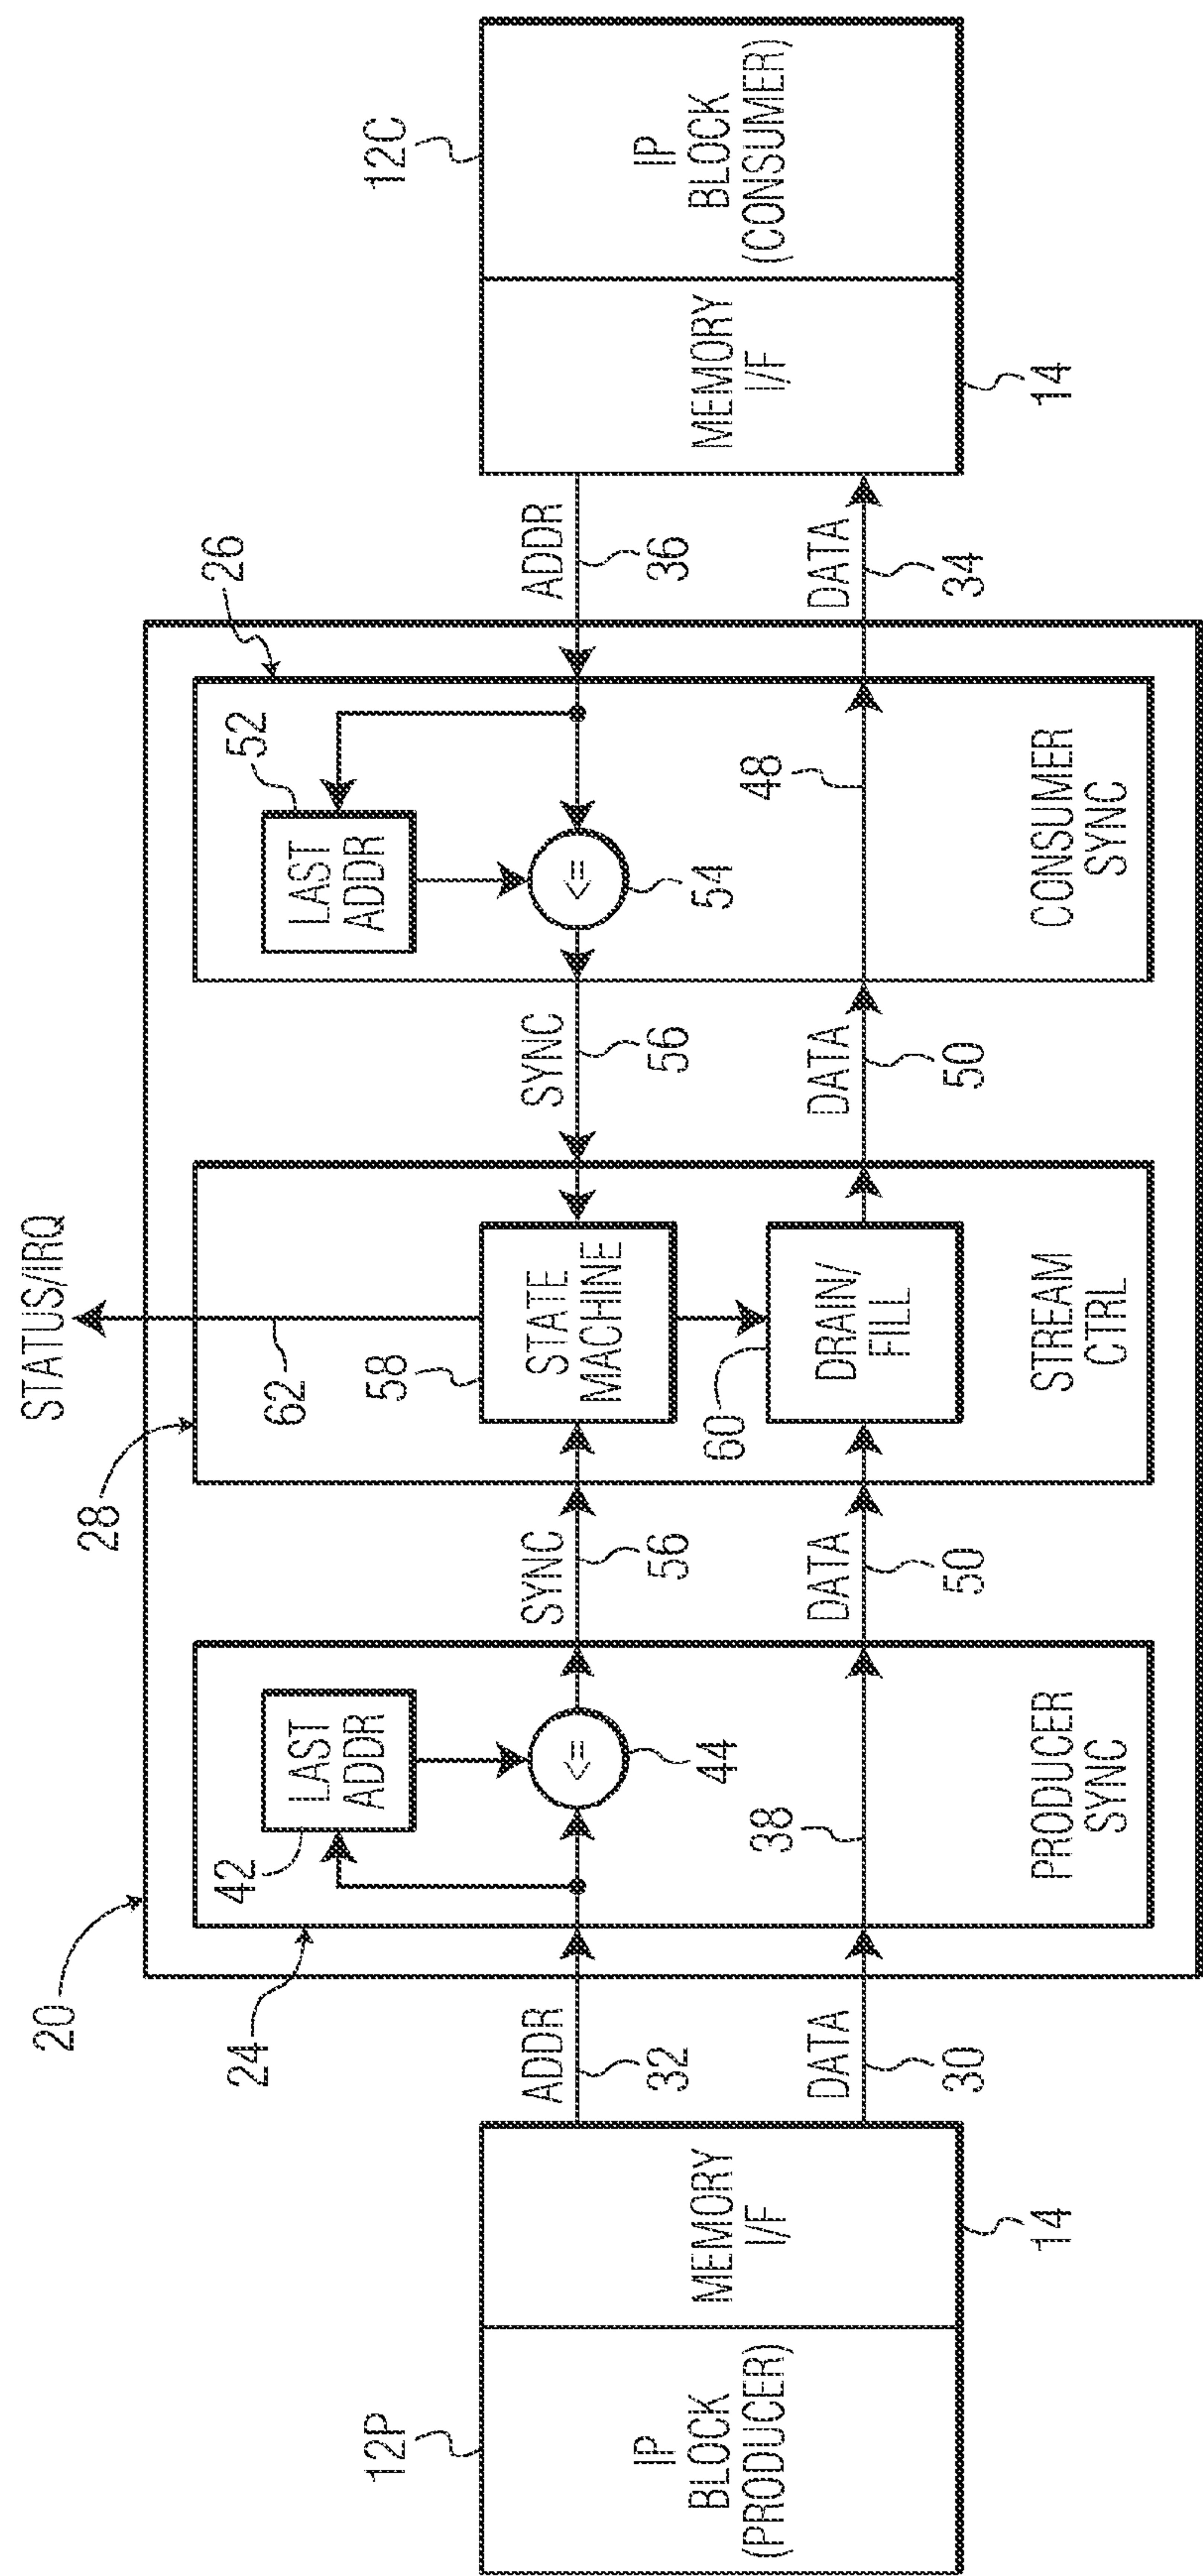 STATUS/IRQ
20
28
26
24
62
42
LAST
ADDR
52
LAST
ADDR
12P
IP
BLOCK
(PRODUCER)
MEMORY
I/F
14
ADDR
32
DATA
30
<=
44
38
PRODUCER
SYNC
SYNC
56
DATA
50
58
STATE
MACHINE
60
DRAIN/
FILL
STREAM
CTRL
SYNC
56
DATA
50
<=
54
48
CONSUMER
SYNC
ADDR
36
DATA
34
12C
MEMORY
I/F
IP
BLOCK
(CONSUMER)
14